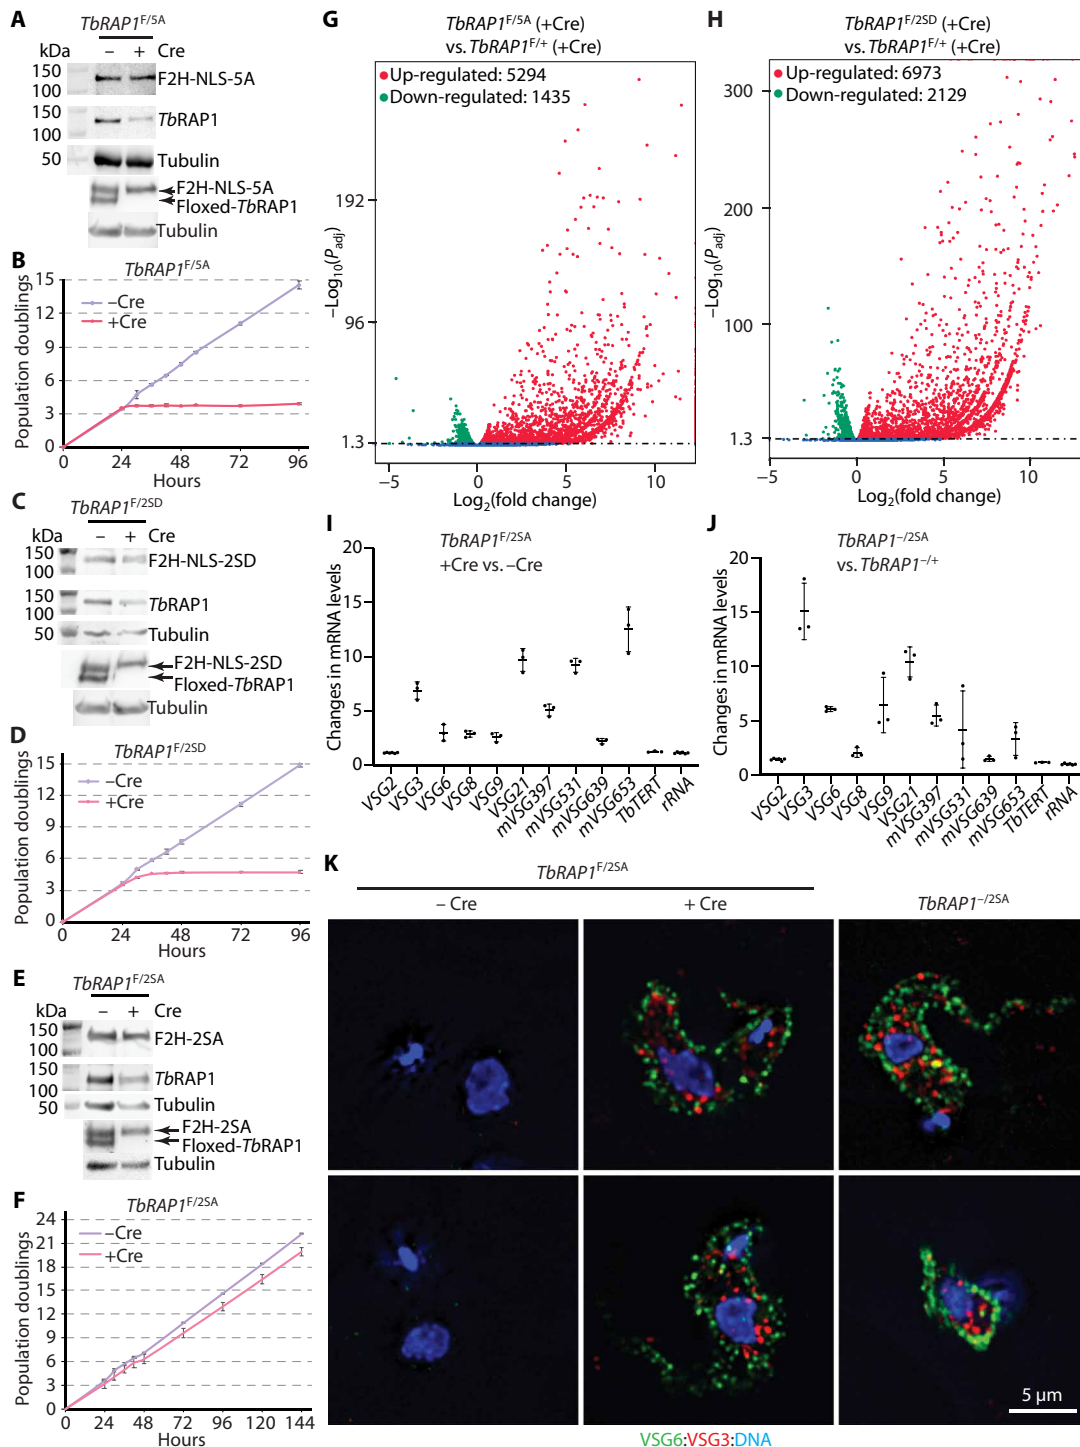 A
TbRAP1F/5A
kDa – + Cre
150
100
F2H-NLS-5A
150
100
TbRAP1
50
Tubulin
F2H-NLS-5A
Floxed-TbRAP1
Tubulin
B
TbRAP1F/5A
Population doublings
15
12
9
6
3
0
–Cre
+Cre
0 24 48 72 96
Hours
C
TbRAP1F/2SD
kDa – + Cre
150
100
F2H-NLS-2SD
150
100
TbRAP1
50
Tubulin
F2H-NLS-2SD
Floxed-TbRAP1
Tubulin
D
TbRAP1F/2SD
Population doublings
15
12
9
6
3
0
–Cre
+Cre
0 24 48 72 96
Hours
E
TbRAP1F/2SA
kDa – + Cre
150
100
F2H-2SA
150
100
TbRAP1
50
Tubulin
F2H-2SA
Floxed-TbRAP1
Tubulin
F
TbRAP1F/2SA
Population doublings
24
21
18
15
12
9
6
3
0
–Cre
+Cre
0 24 48 72 96 120 144
Hours
G
TbRAP1F/5A (+Cre)
vs. TbRAP1F/+ (+Cre)
Up-regulated: 5294
Down-regulated: 1435
–Log10(Padj)
192
96
1.3
–5 0 5 10
Log2(fold change)
H
TbRAP1F/2SD (+Cre)
vs. TbRAP1F/+ (+Cre)
Up-regulated: 6973
Down-regulated: 2129
–Log10(Padj)
300
200
100
1.3
–5 0 5 10
Log2(fold change)
I
TbRAP1F/2SA
+Cre vs. –Cre
Changes in mRNA levels
20
15
10
5
0
VSG2 VSG3 VSG6 VSG8 VSG9 VSG21 mVSG397 mVSG531 mVSG639 mVSG653 TbTERT rRNA
J
TbRAP1–/2SA
vs. TbRAP1–/+
Changes in mRNA levels
20
15
10
5
0
VSG2 VSG3 VSG6 VSG8 VSG9 VSG21 mVSG397 mVSG531 mVSG639 mVSG653 TbTERT rRNA
K
TbRAP1F/2SA
– Cre + Cre TbRAP1–/2SA
5 µm
VSG6:VSG3:DNA